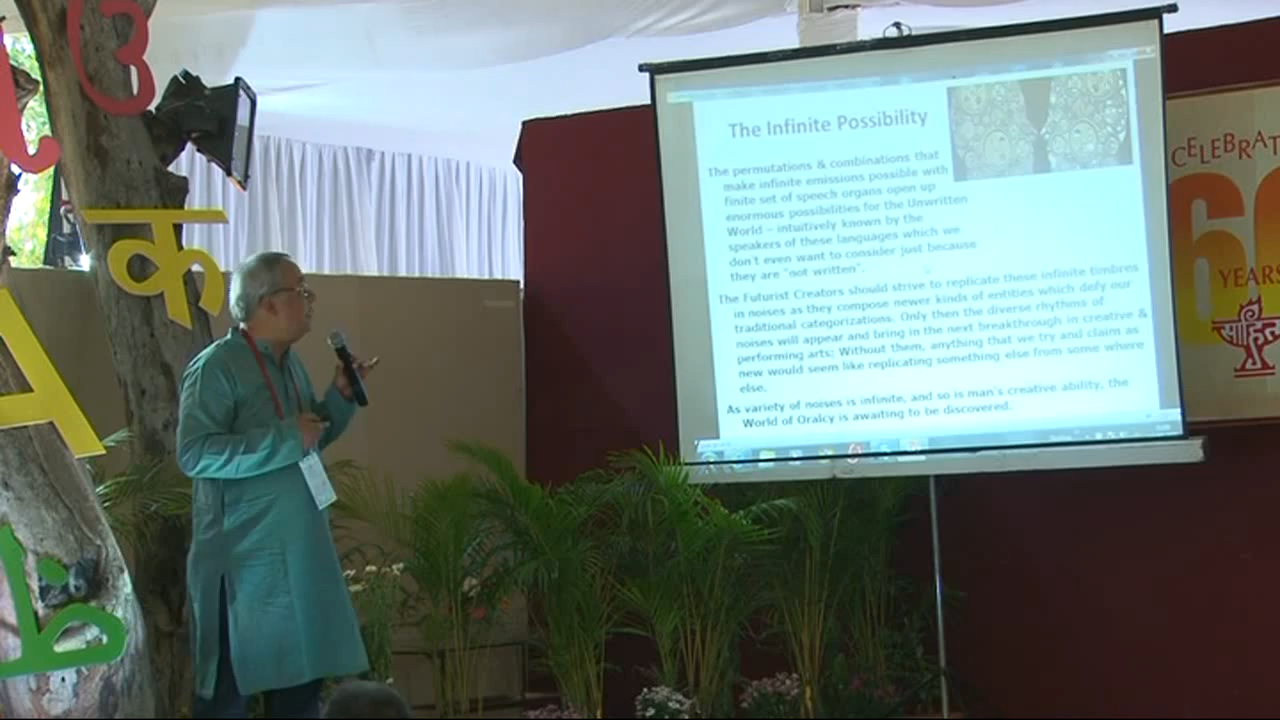 ও
क
A
ط
The Infinite Possibility
The permutations & combinations that
make infinite emissions possible with
finite set of speech organs open up
enormous possibilities for the Unwritten
World – intuitively known by the
speakers of these languages which we
don't even want to consider just because
they are "not written".
The Futurist Creators should strive to replicate these infinite timbres
in noises as they compose newer kinds of entities which defy our
traditional categorizations. Only then the diverse rhythms of
noises will appear and bring in the next breakthrough in creative &
performing arts: Without them, anything that we try and claim as
new would seem like replicating something else from some where
else.
As variety of noises is infinite, and so is man's creative ability, the
World of Oralcy is awaiting to be discovered.
CELEBRAT
60
YEARS